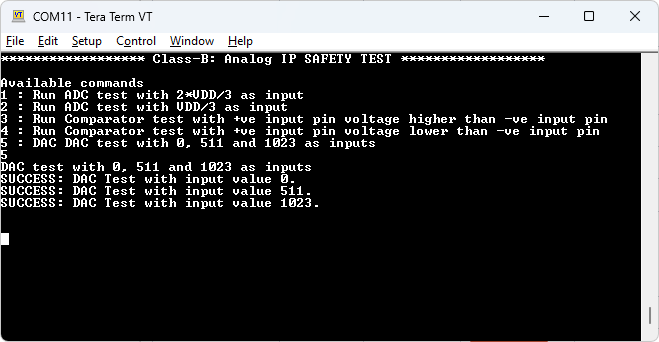 COM11 - Tera Term VT
File Edit Setup Control Window Help
****************** Class-B: Analog IP SAFETY TEST ******************
Available commands
1 : Run ADC test with 2*VDD/3 as input
2 : Run ADC test with VDD/3 as input
3 : Run Comparator test with +ve input pin voltage higher than -ve input pin
4 : Run Comparator test with +ve input pin voltage lower than -ve input pin
5 : DAC DAC test with 0, 511 and 1023 as inputs
5
DAC test with 0, 511 and 1023 as inputs
SUCCESS: DAC Test with input value 0.
SUCCESS: DAC Test with input value 511.
SUCCESS: DAC Test with input value 1023.